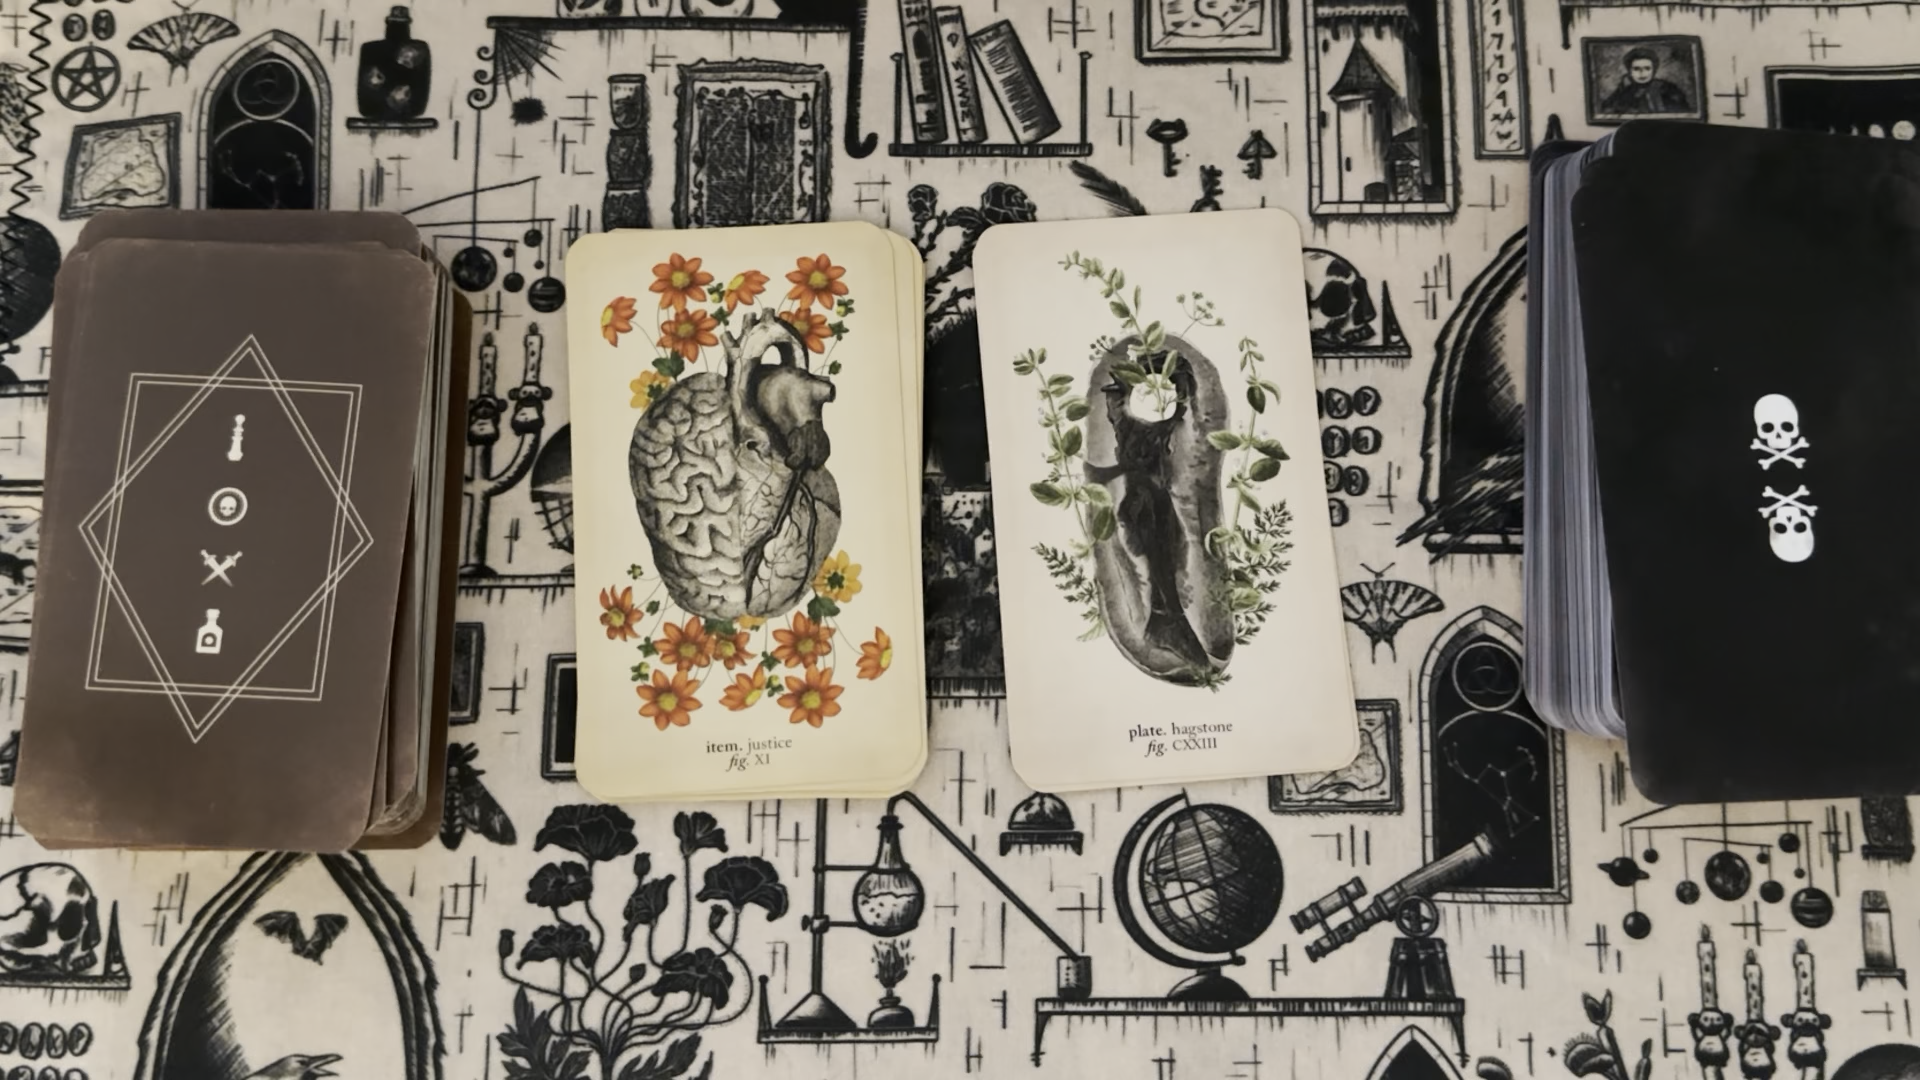 item. justice
fig. XI
plate. hagstone
fig. CXXIII